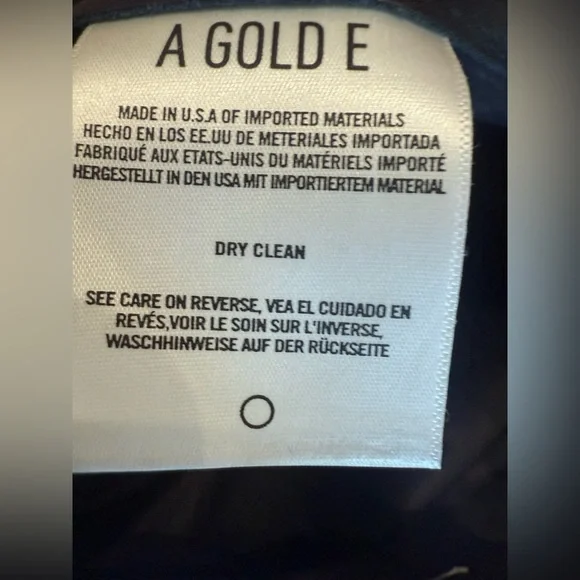 A GOLD E
MADE IN U.S.A OF IMPORTED MATERIALS
HECHO EN LOS EE.UU DE METERIALES IMPORTADA
FABRIQUÉ AUX ETATS-UNIS DU MATÉRIELS IMPORTÉ
HERGESTELLT IN DEN USA MIT IMPORTIERTEM MATERIAL
DRY CLEAN
SEE CARE ON REVERSE, VEA EL CUIDADO EN
REVÉS,VOIR LE SOIN SUR L'INVERSE,
WASCHHINWEISE AUF DER RÜCKSEITE